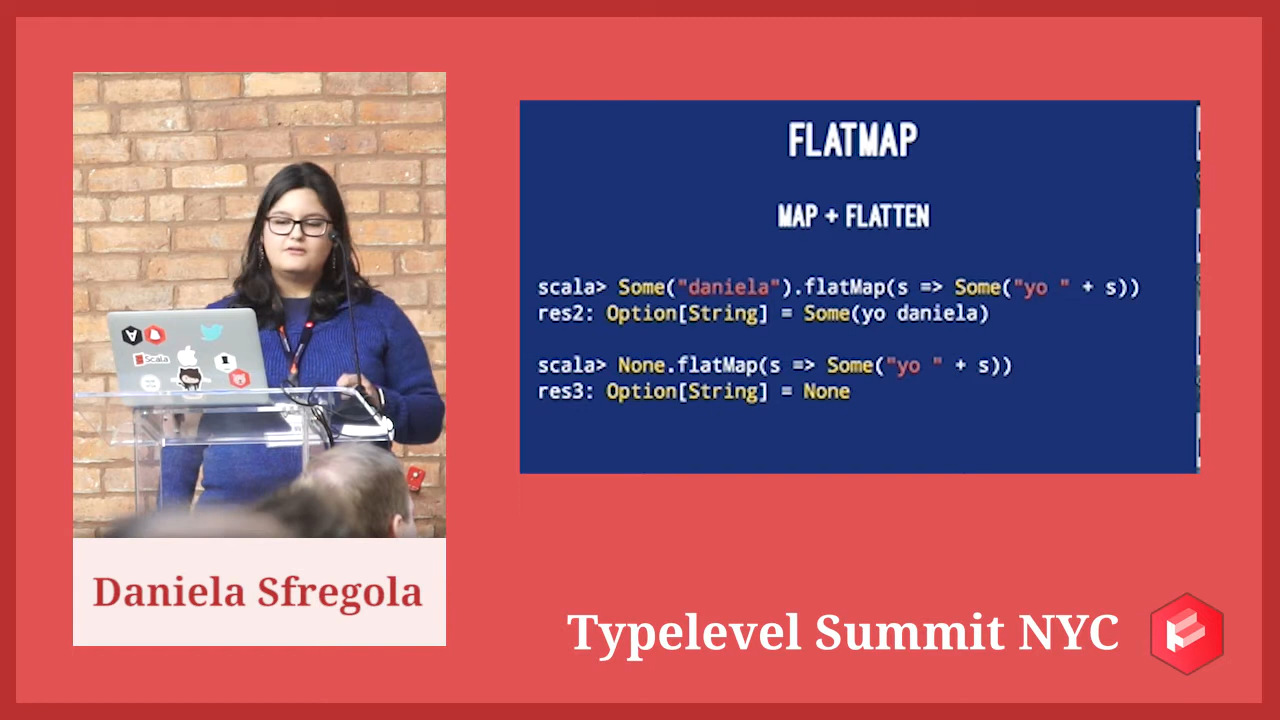 FLATMAP
MAP + FLATTEN
scala> Some("daniela").flatMap(s => Some("yo " + s))
res2: Option[String] = Some(yo daniela)
scala> None.flatMap(s => Some("yo " + s))
res3: Option[String] = None
Scala
Daniela Sfregola
Typelevel Summit NYC